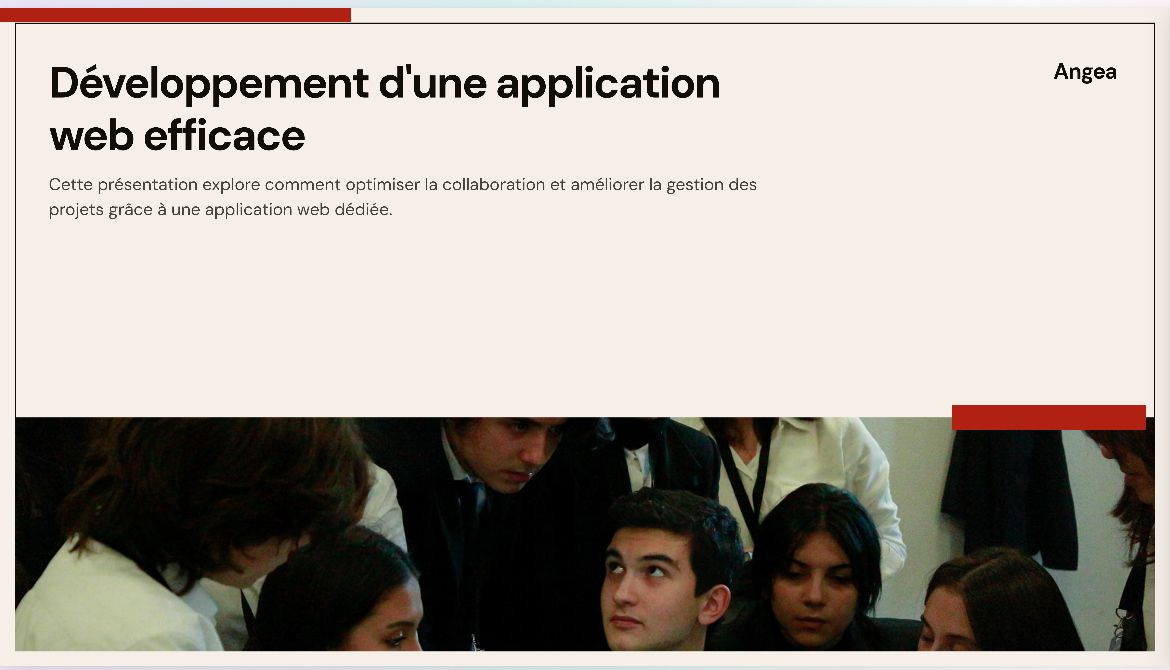 Développement d'une application
web efficace
Angea
Cette présentation explore comment optimiser la collaboration et améliorer la gestion des
projets grâce à une application web dédiée.